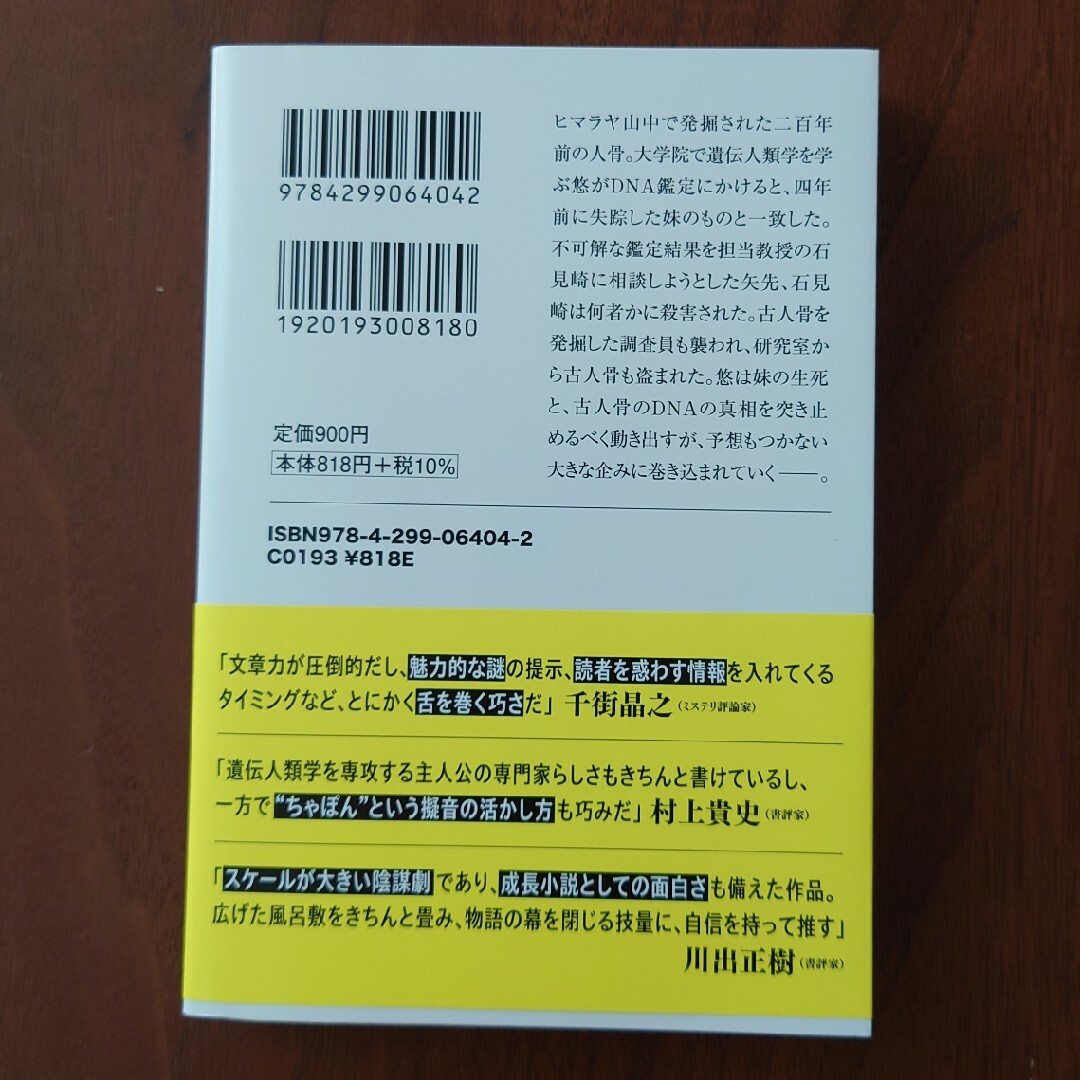 9784299064042
1920193008180
定価900円
本体818円+税10%
ISBN978-4-299-06404-2
C0193 ¥818E
ヒマラヤ山中で発掘された二百年
前の人骨。大学院で遺伝人類学を学
ぶ悠がDNA鑑定にかけると、四年
前に失踪した妹のものと一致した。
不可解な鑑定結果を担当教授の石
見崎に相談しようとした矢先、石見
崎は何者かに殺害された。古人骨を
発掘した調査員も襲われ、研究室か
ら古人骨も盗まれた。悠は妹の生死
と、古人骨のDNAの真相を突き止
めるべく動き出すが、予想もつかない
大きな企みに巻き込まれていく――。
「文章力が圧倒的だし、魅力的な謎の提示、読者を惑わす情報を入れてくる
タイミングなど、とにかく舌を巻く巧さだ」 千街晶之(ミステリ評論家)
「遺伝人類学を専攻する主人公の専門家らしさもきちんと書けているし、
一方で“ちゃぽん”という擬音の活かし方も巧みだ」 村上貴史(書評家)
「スケールが大きい陰謀劇であり、成長小説としての面白さも備えた作品。
広げた風呂敷をきちんと畳み、物語の幕を閉じる技量に、自信を持って推す」
川出正樹(書評家)